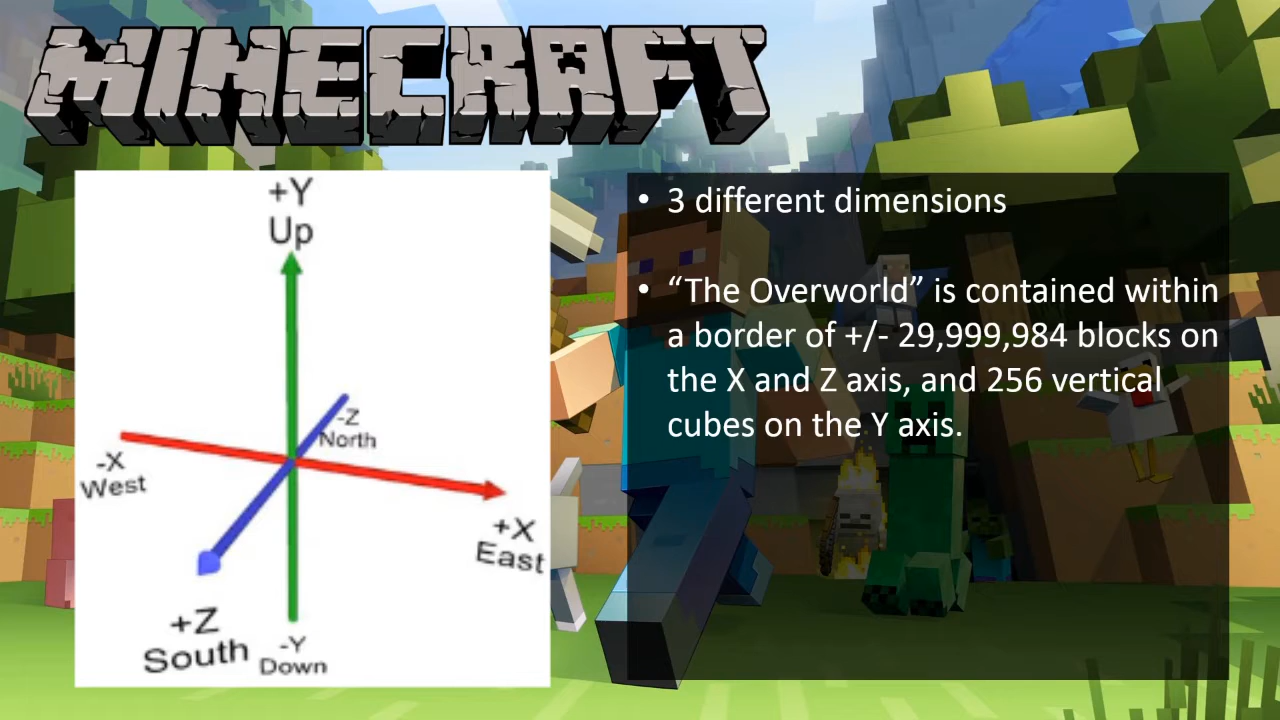 MINECRAFT
+Y
Up
-Z
North
-X
West
+X
East
+Z
South
-Y
Down
• 3 different dimensions
• “The Overworld” is contained within
a border of +/- 29,999,984 blocks on
the X and Z axis, and 256 vertical
cubes on the Y axis.